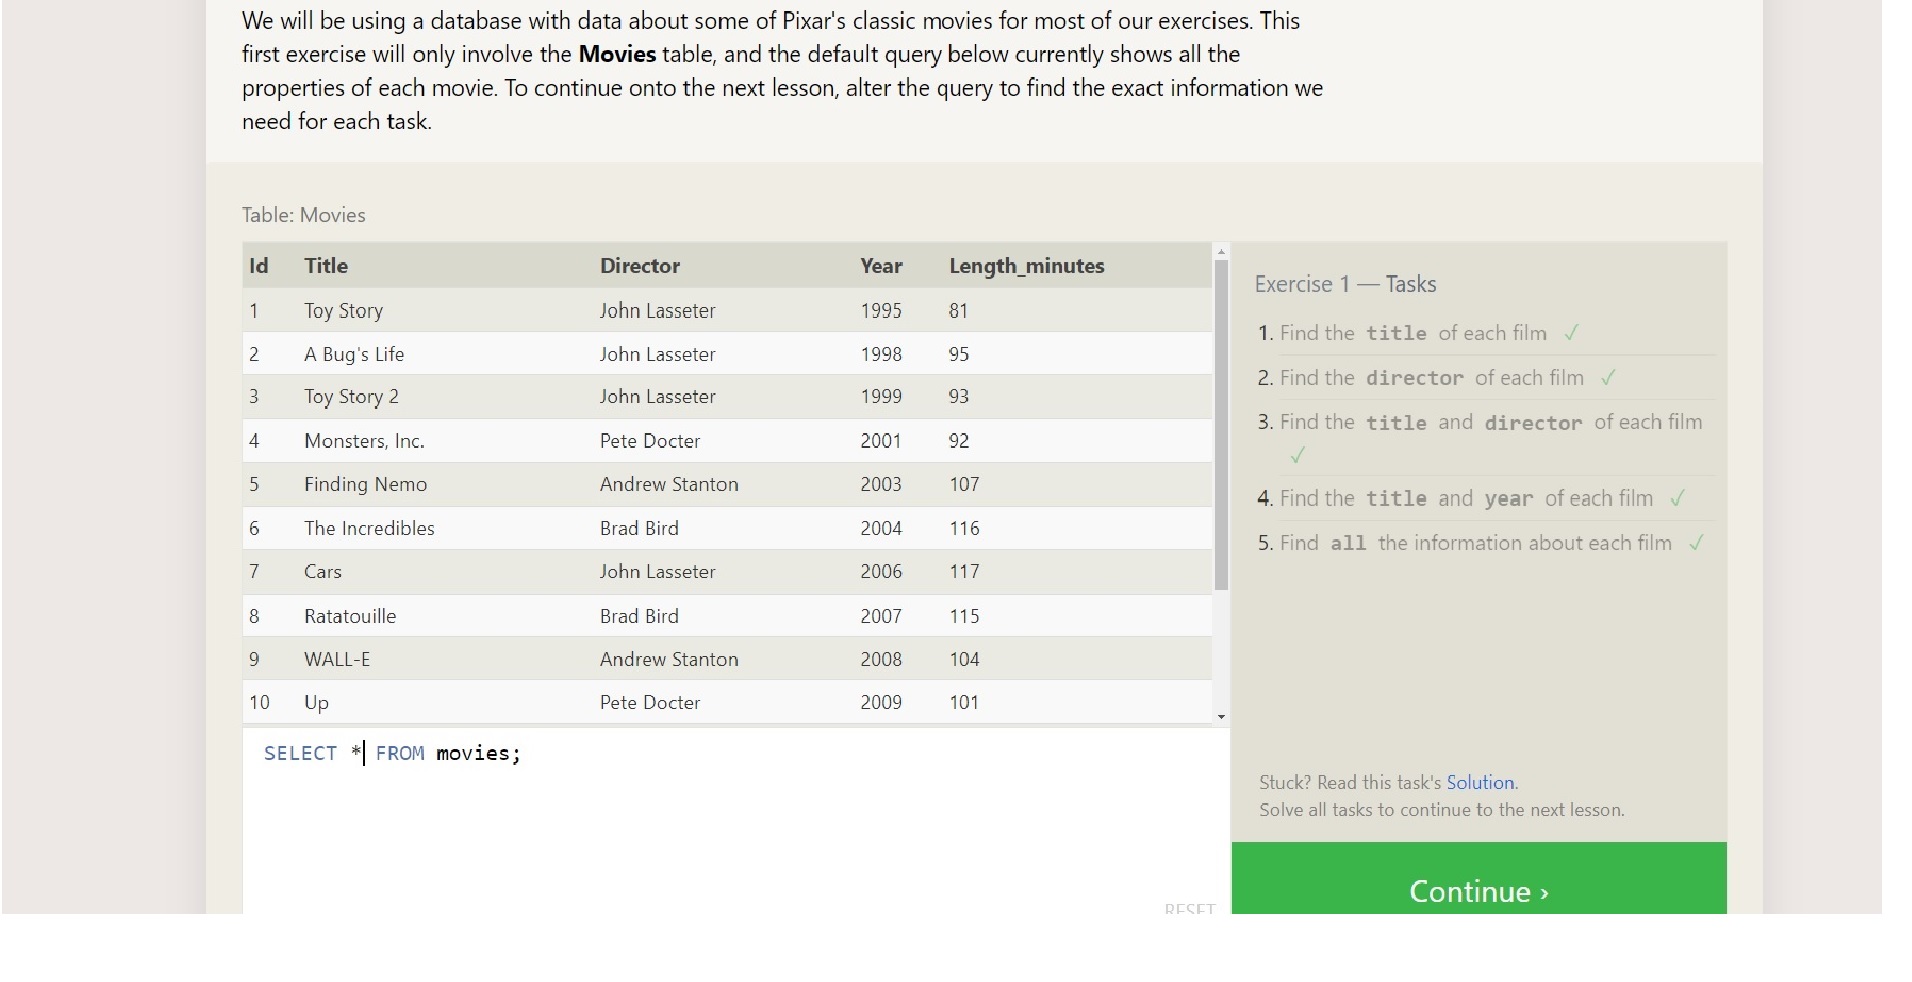 We will be using a database with data about some of Pixar's classic movies for most of our exercises. This
first exercise will only involve the Movies table, and the default query below currently shows all the
properties of each movie. To continue onto the next lesson, alter the query to find the exact information we
need for each task.
Table: Movies
Id Title Director Year Length_minutes
1 Toy Story John Lasseter 1995 81
2 A Bug's Life John Lasseter 1998 95
3 Toy Story 2 John Lasseter 1999 93
4 Monsters, Inc. Pete Docter 2001 92
5 Finding Nemo Andrew Stanton 2003 107
6 The Incredibles Brad Bird 2004 116
7 Cars John Lasseter 2006 117
8 Ratatouille Brad Bird 2007 115
9 WALL-E Andrew Stanton 2008 104
10 Up Pete Docter 2009 101
SELECT * FROM movies;
RESET
Exercise 1 — Tasks
1. Find the title of each film ✓
2. Find the director of each film ✓
3. Find the title and director of each film
✓
4. Find the title and year of each film ✓
5. Find all the information about each film ✓
Stuck? Read this task's Solution.
Solve all tasks to continue to the next lesson.
Continue ›